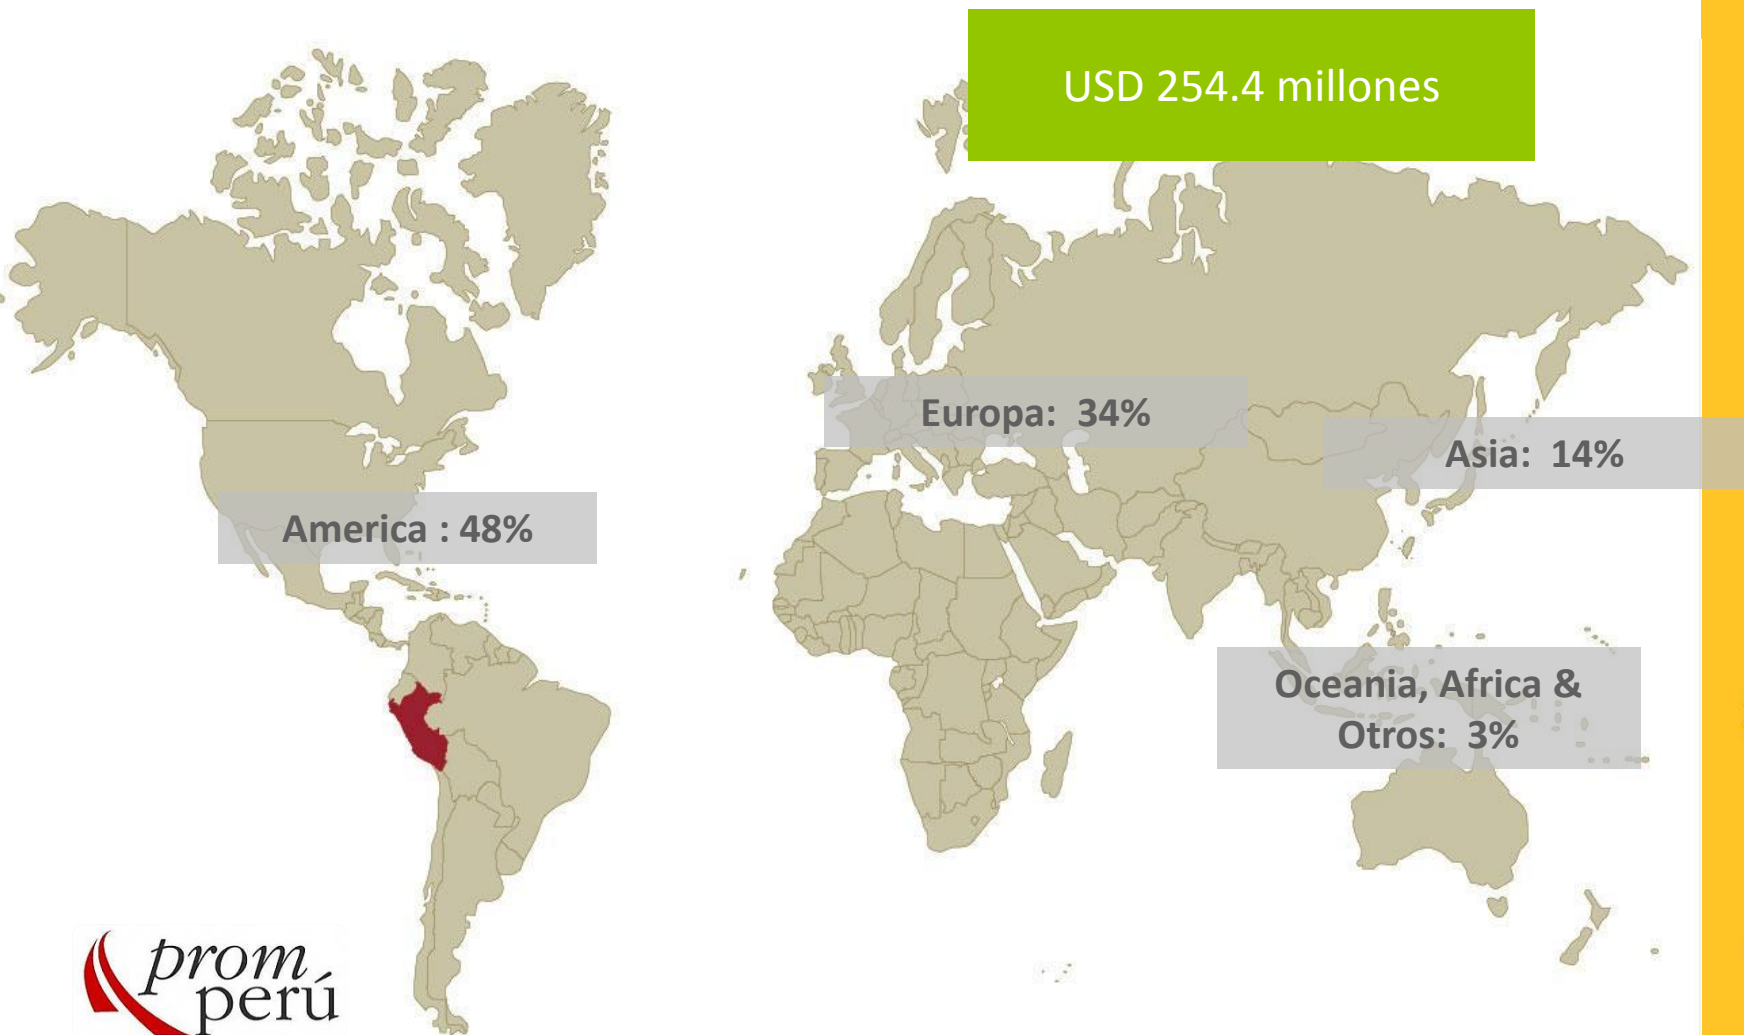 USD 254.4 millones
Europa: 34%
Asia: 14%
America : 48%
Oceania, Africa &
Otros: 3%
prom
perú